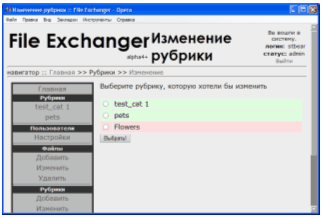 Изменение рубрики :: File Exchanger - Opera
Файл Правка Вид Закладки Инструменты Справка
File Exchanger
alpha4+
Изменение рубрики
Вы вошли в систему.
логин: stbear
статус: admin
Выйти
навигатор :: Главная >> Рубрики >> Изменение
Главная
Рубрики
test_cat 1
pets
Пользователи
Настройки
Файлы
Добавить
Изменить
Удалить
Рубрики
Добавить
Изменить
Выберите рубрику, которую хотели бы изменить
test_cat 1
pets
Flowers
Выбрать!